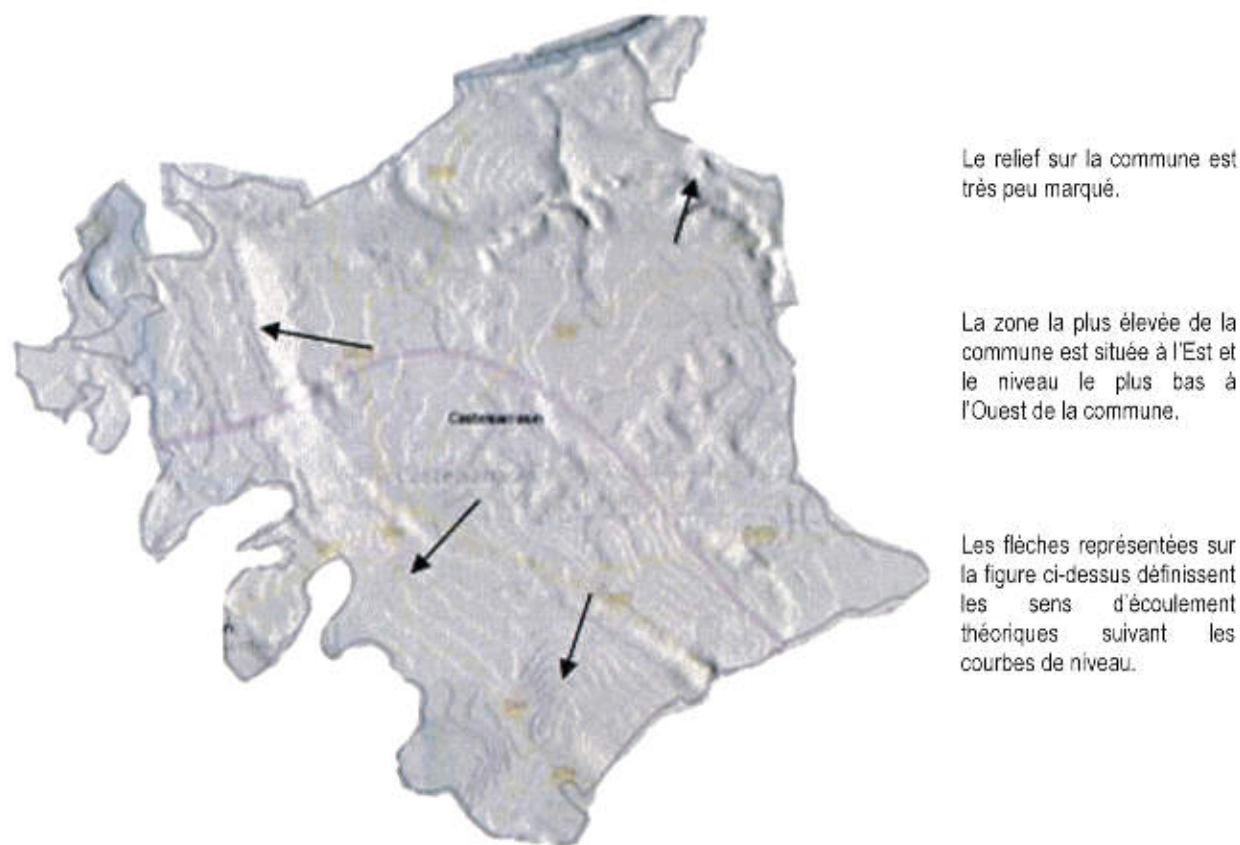 Le relief sur la commune est
très peu marqué.
La zone la plus élevée de la
commune est située à l'Est et
le niveau le plus bas à
l'Ouest de la commune.
Castelsarrasin
Les flèches représentées sur
la figure ci-dessus définissent
les sens d'écoulement
théoriques suivant les
courbes de niveau.